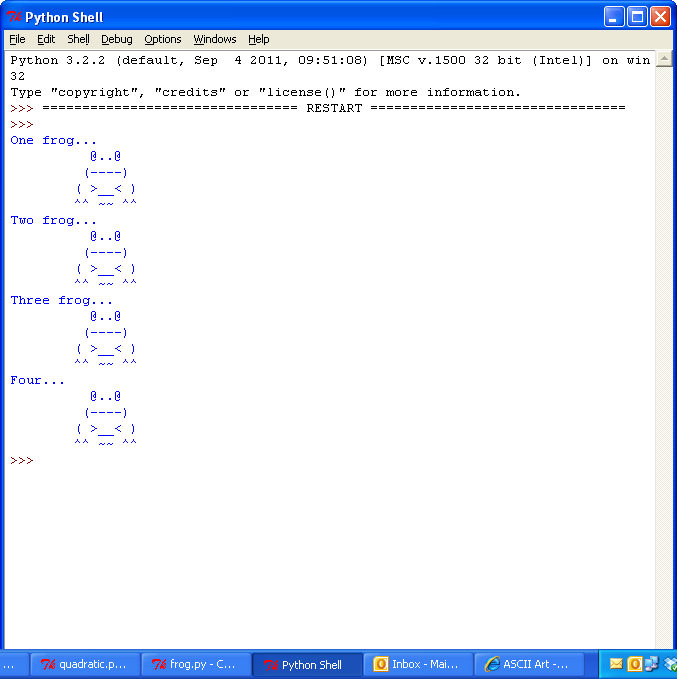 Python Shell
File Edit Shell Debug Options Windows Help
Python 3.2.2 (default, Sep  4 2011, 09:51:08) [MSC v.1500 32 bit (Intel)] on win
32
Type "copyright", "credits" or "license()" for more information.
>>> ================================ RESTART ================================
>>>
One frog...
          @..@
         (----)
        ( >__< )
        ^^ ~~ ^^
Two frog...
          @..@
         (----)
        ( >__< )
        ^^ ~~ ^^
Three frog...
          @..@
         (----)
        ( >__< )
        ^^ ~~ ^^
Four...
          @..@
         (----)
        ( >__< )
        ^^ ~~ ^^
>>>
... quadratic.p... frog.py - C... Python Shell Inbox - Mai... ASCII Art -...